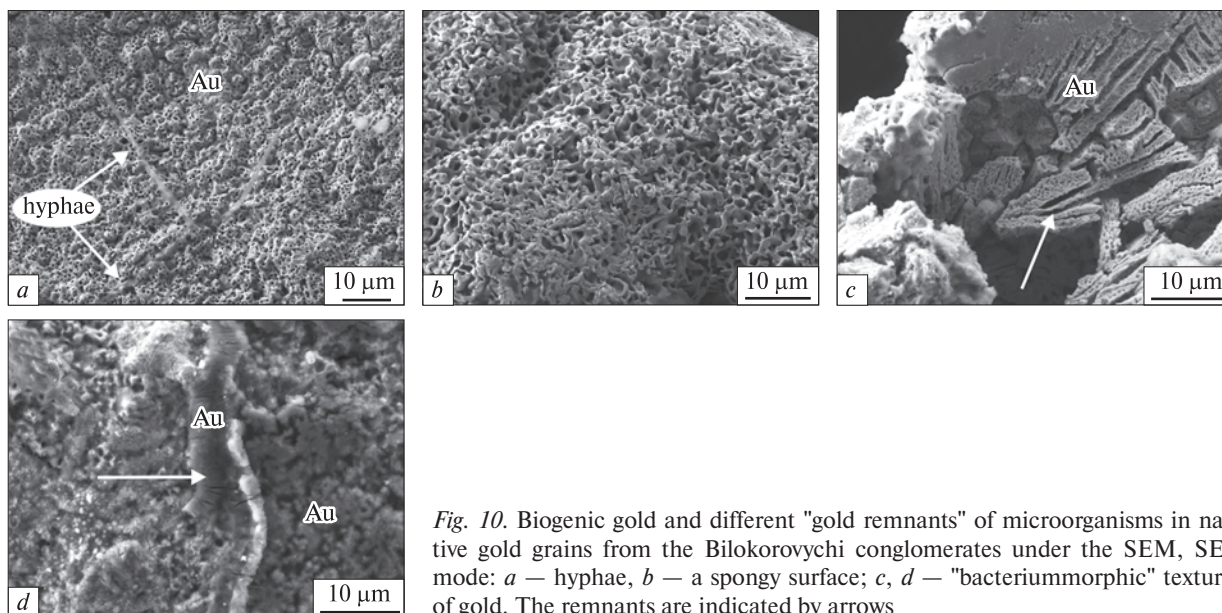 Au
hyphae
a
10 μm
b
10 μm
Au
c
10 μm
Au
Au
d
10 μm
Fig. 10. Biogenic gold and different "gold remnants" of microorganisms in na-
tive gold grains from the Bilokorovychi conglomerates under the SEM, SE
mode: a — hyphae, b — a spongy surface; c, d — "bacteriummorphic" textur
of gold. The remnants are indicated by arrows